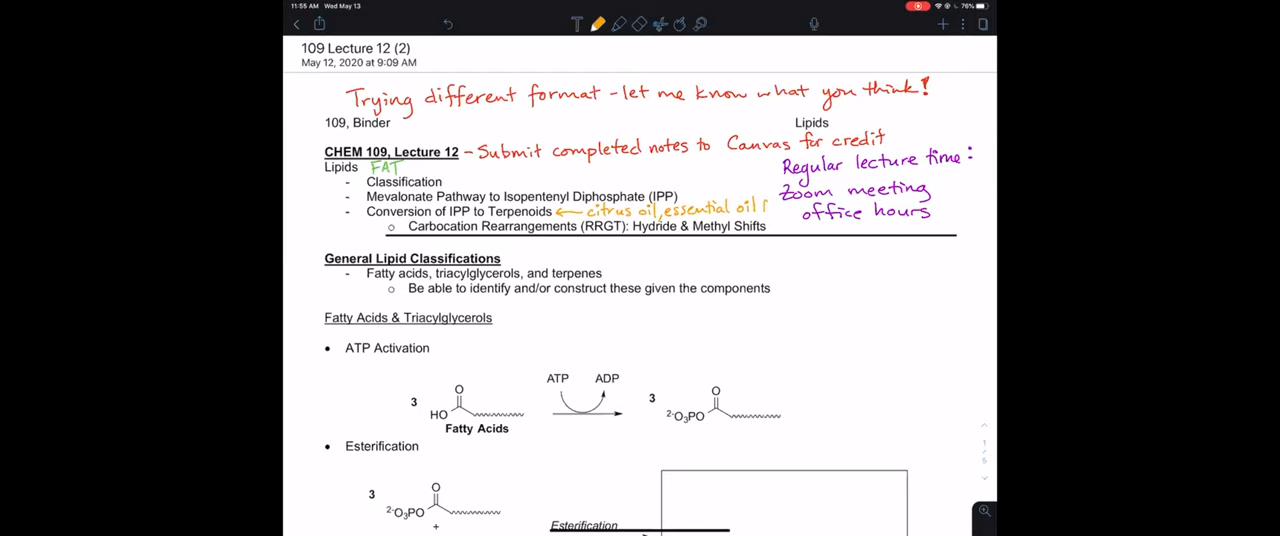 11:55 AM Wed May 13
76%
109 Lecture 12 (2)
May 12, 2020 at 9:09 AM
Trying different format - let me know what you think!
109, Binder Lipids
CHEM 109, Lecture 12 - Submit completed notes to Canvas for credit
Lipids FAT
Regular lecture time:
Zoom meeting
office hours
- Classification
- Mevalonate Pathway to Isopentenyl Diphosphate (IPP)
- Conversion of IPP to Terpenoids ← citrus oil, essential oil
o Carbocation Rearrangements (RRGT): Hydride & Methyl Shifts
General Lipid Classifications
- Fatty acids, triacylglycerols, and terpenes
o Be able to identify and/or construct these given the components
Fatty Acids & Triacylglycerols
• ATP Activation
ATP ADP
3 HO O
Fatty Acids
3 2-O3PO O
• Esterification
3 2-O3PO O
+
Esterification
1
/
5